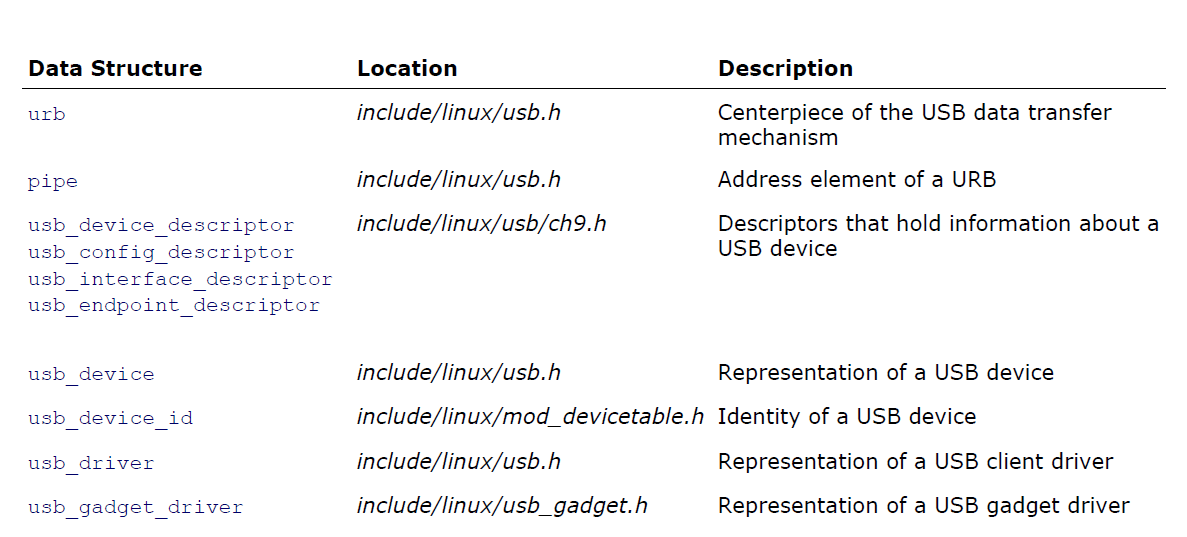 Data Structure Location Description
urb include/linux/usb.h Centerpiece of the USB data transfer
mechanism
pipe include/linux/usb.h Address element of a URB
usb_device_descriptor include/linux/usb/ch9.h Descriptors that hold information about a
usb_config_descriptor USB device
usb_interface_descriptor
usb_endpoint_descriptor
usb_device include/linux/usb.h Representation of a USB device
usb_device_id include/linux/mod_devicetable.h Identity of a USB device
usb_driver include/linux/usb.h Representation of a USB client driver
usb_gadget_driver include/linux/usb_gadget.h Representation of a USB gadget driver